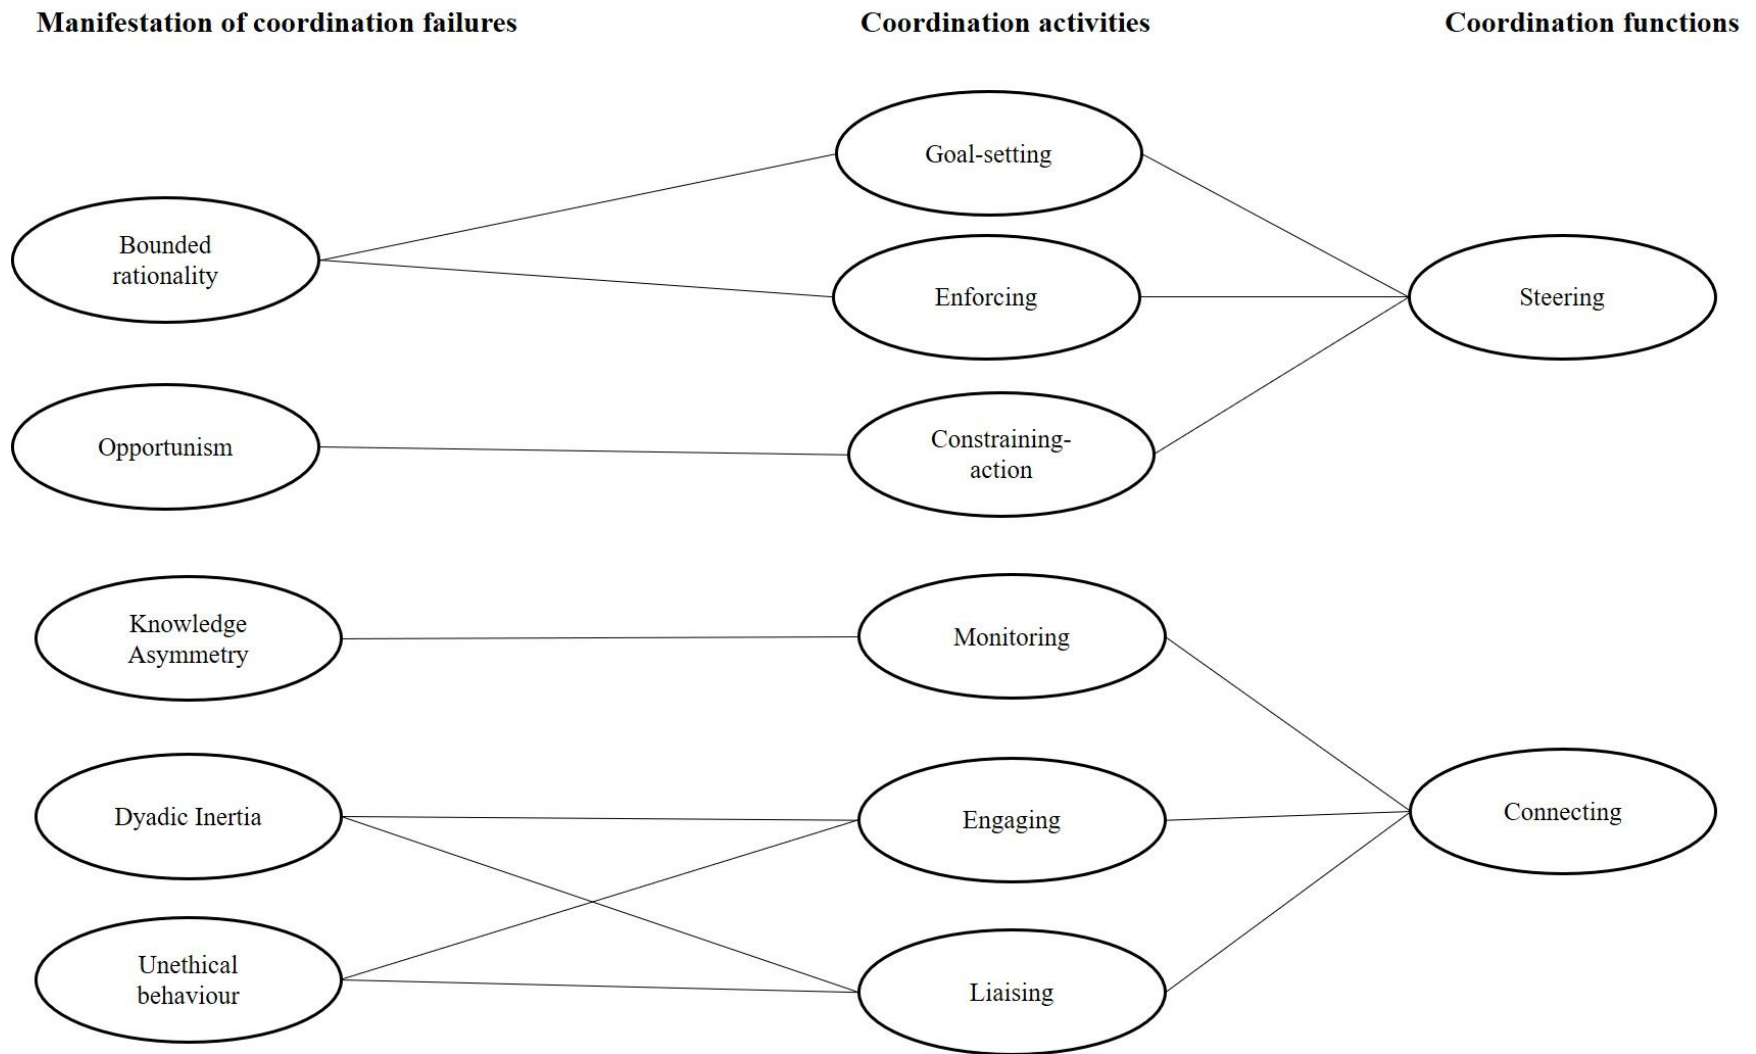 Manifestation of coordination failures
Coordination activities
Coordination functions
Goal-setting
Bounded
rationality
Enforcing
Steering
Opportunism
Constraining-
action
Knowledge
Asymmetry
Monitoring
Dyadic Inertia
Engaging
Connecting
Unethical
behaviour
Liaising